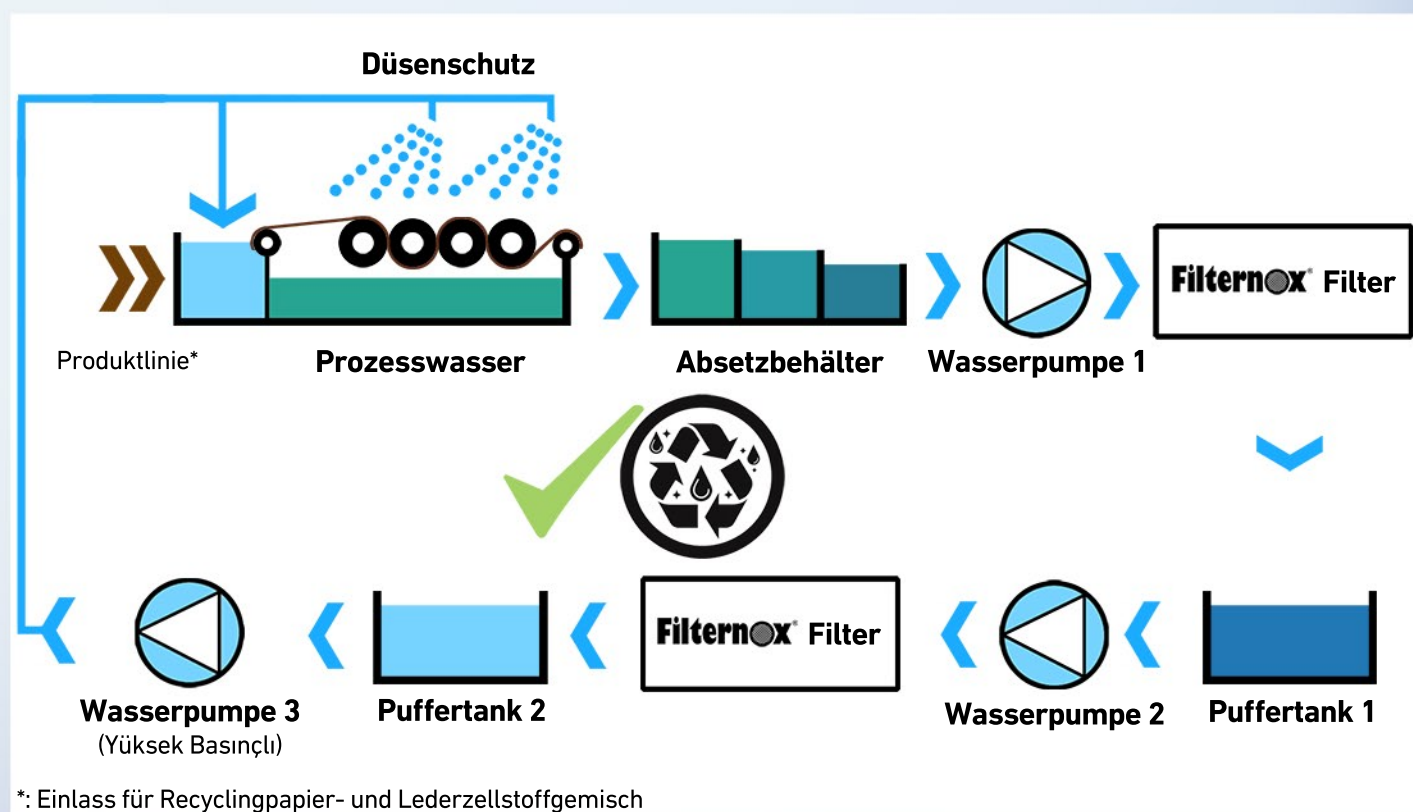 Düsenschutz
Filternox® Filter
Produktlinie*
Prozesswasser
Absetzbehälter
Wasserpumpe 1
Filternox® Filter
Wasserpumpe 3
(Yüksek Basınçlı)
Puffertank 2
Wasserpumpe 2
Puffertank 1
*: Einlass für Recyclingpapier- und Lederzellstoffgemisch